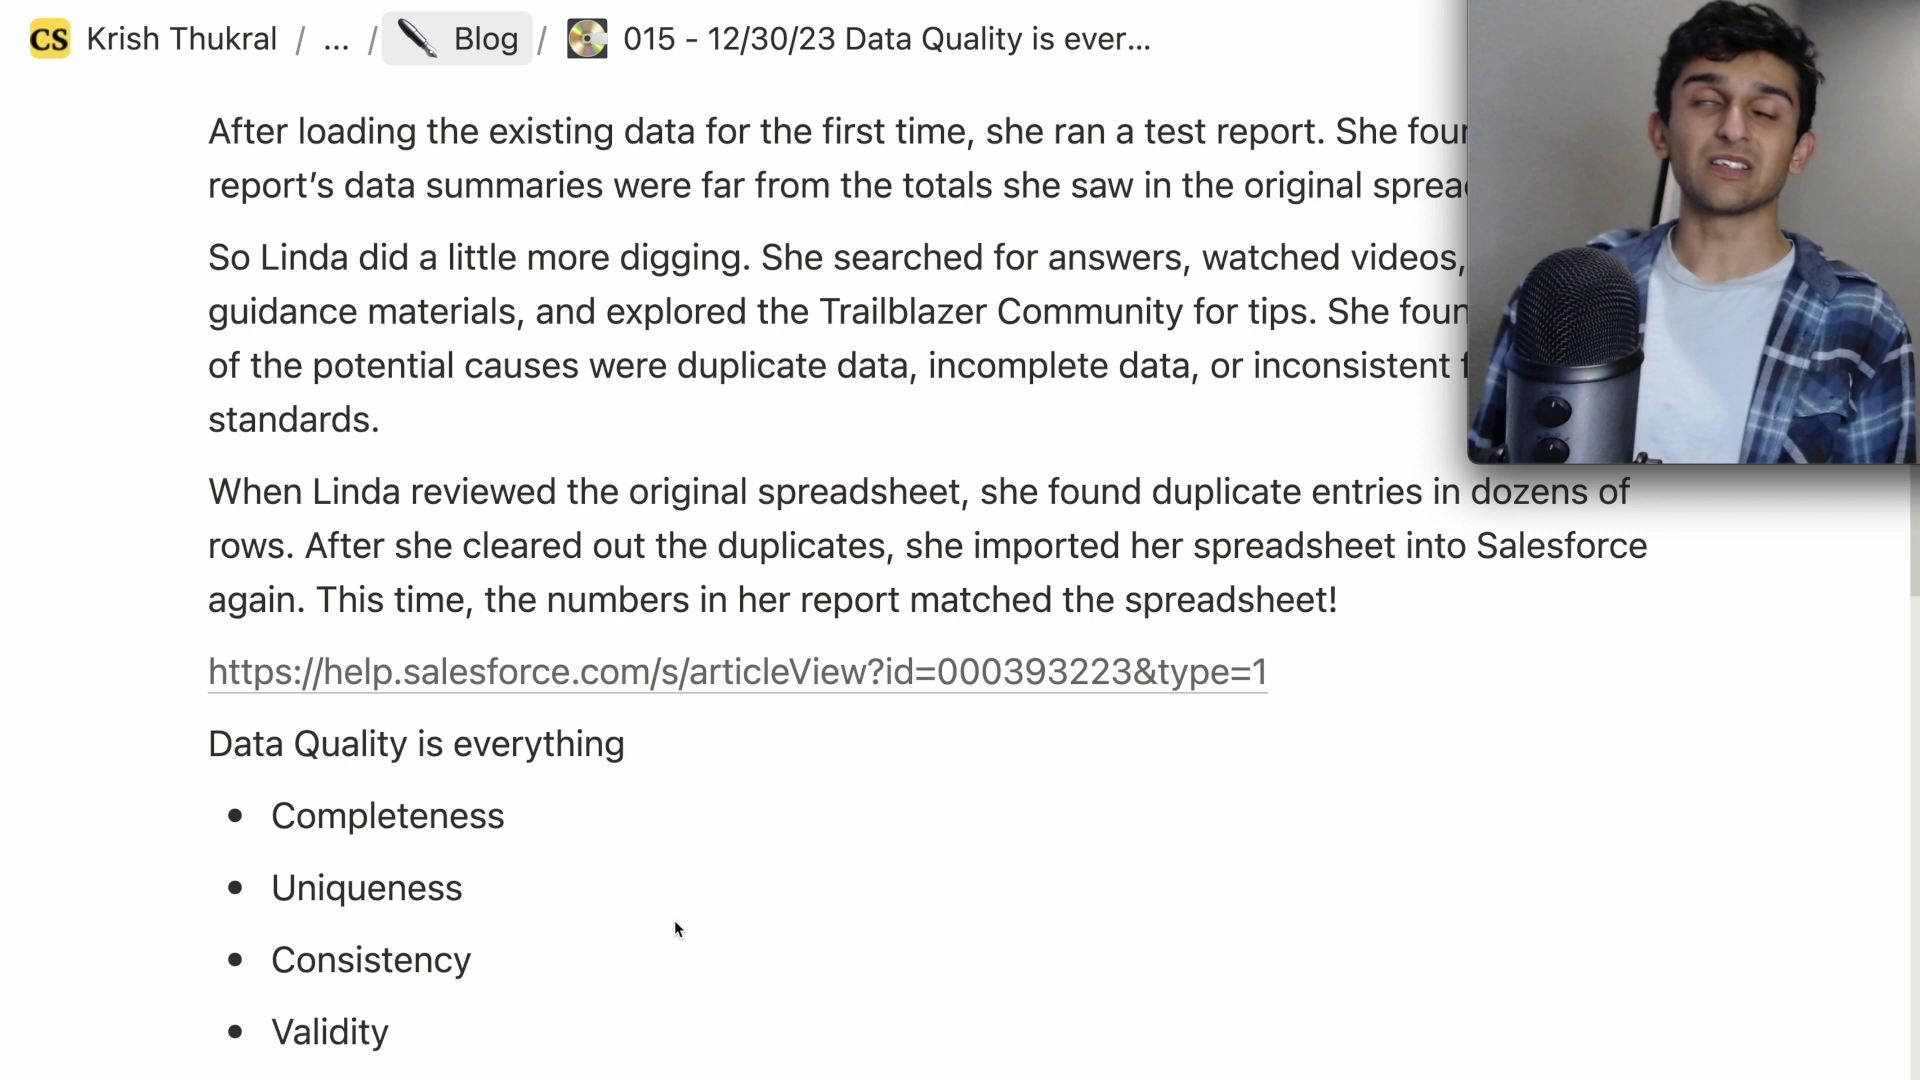 CS Krish Thukral / ... / Blog / 015 - 12/30/23 Data Quality is ever...
After loading the existing data for the first time, she ran a test report. She
report’s data summaries were far from the totals she saw in the original
So Linda did a little more digging. She searched for answers, watched videos,
guidance materials, and explored the Trailblazer Community for tips. She
of the potential causes were duplicate data, incomplete data, or inconsistent
standards.
When Linda reviewed the original spreadsheet, she found duplicate entries in dozens of
rows. After she cleared out the duplicates, she imported her spreadsheet into Salesforce
again. This time, the numbers in her report matched the spreadsheet!
https://help.salesforce.com/s/articleView?id=000393223&type=1
Data Quality is everything
• Completeness
• Uniqueness
• Consistency
• Validity